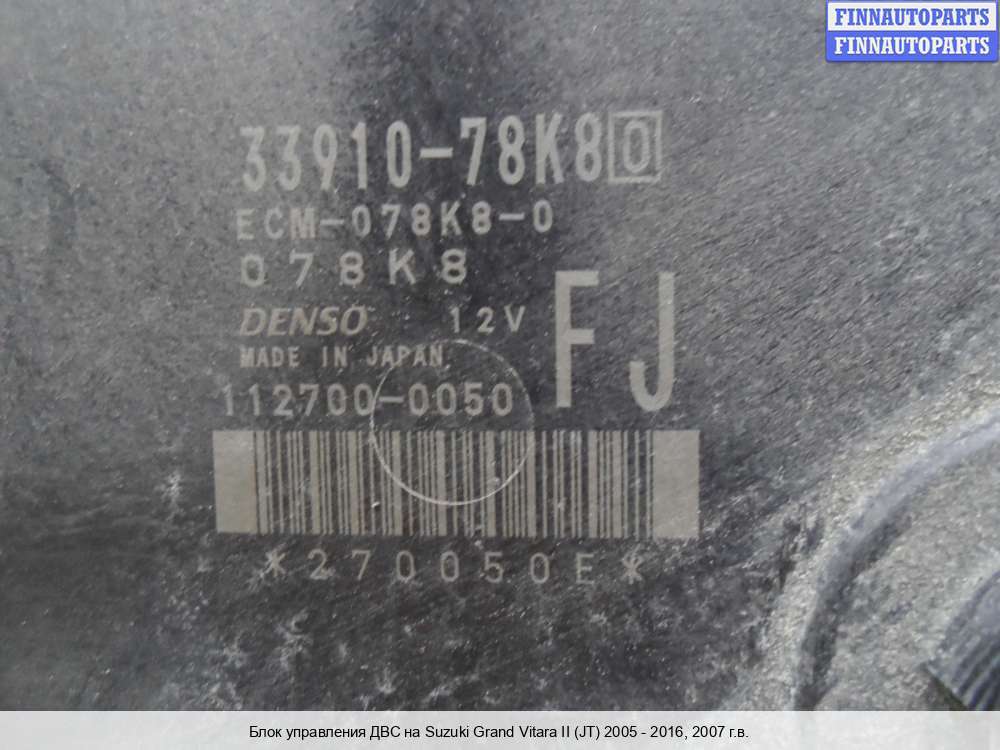 FINNAUTOPARTS
FINNAUTOPARTS
33910-78K80
ECM-078K8-0
078K8
DENSO 12V
FJ
MADE IN JAPAN
112700-0050
*270050E*
Блок управления ДВС на Suzuki Grand Vitara II (JT) 2005 - 2016, 2007 г.в.